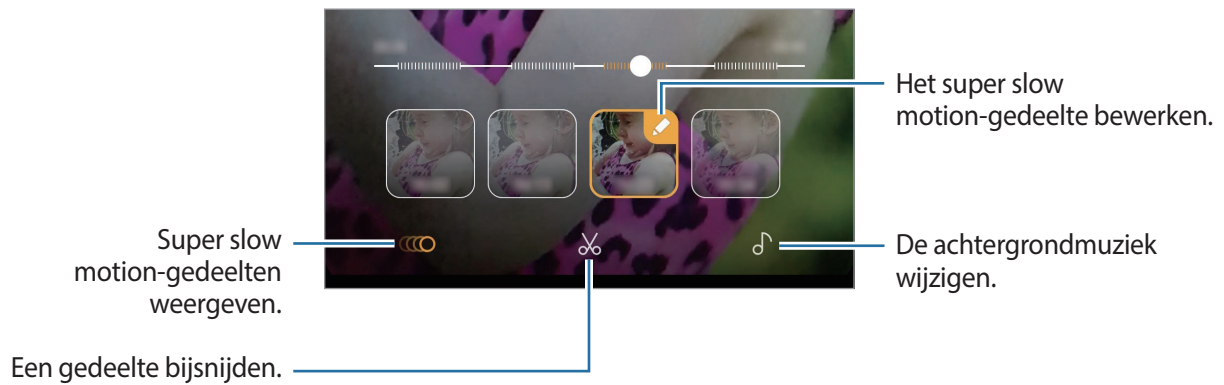 Het super slow
motion-gedeelte bewerken.
Super slow
motion-gedeelten
weergeven.
De achtergrondmuziek
wijzigen.
Een gedeelte bijsnijden.